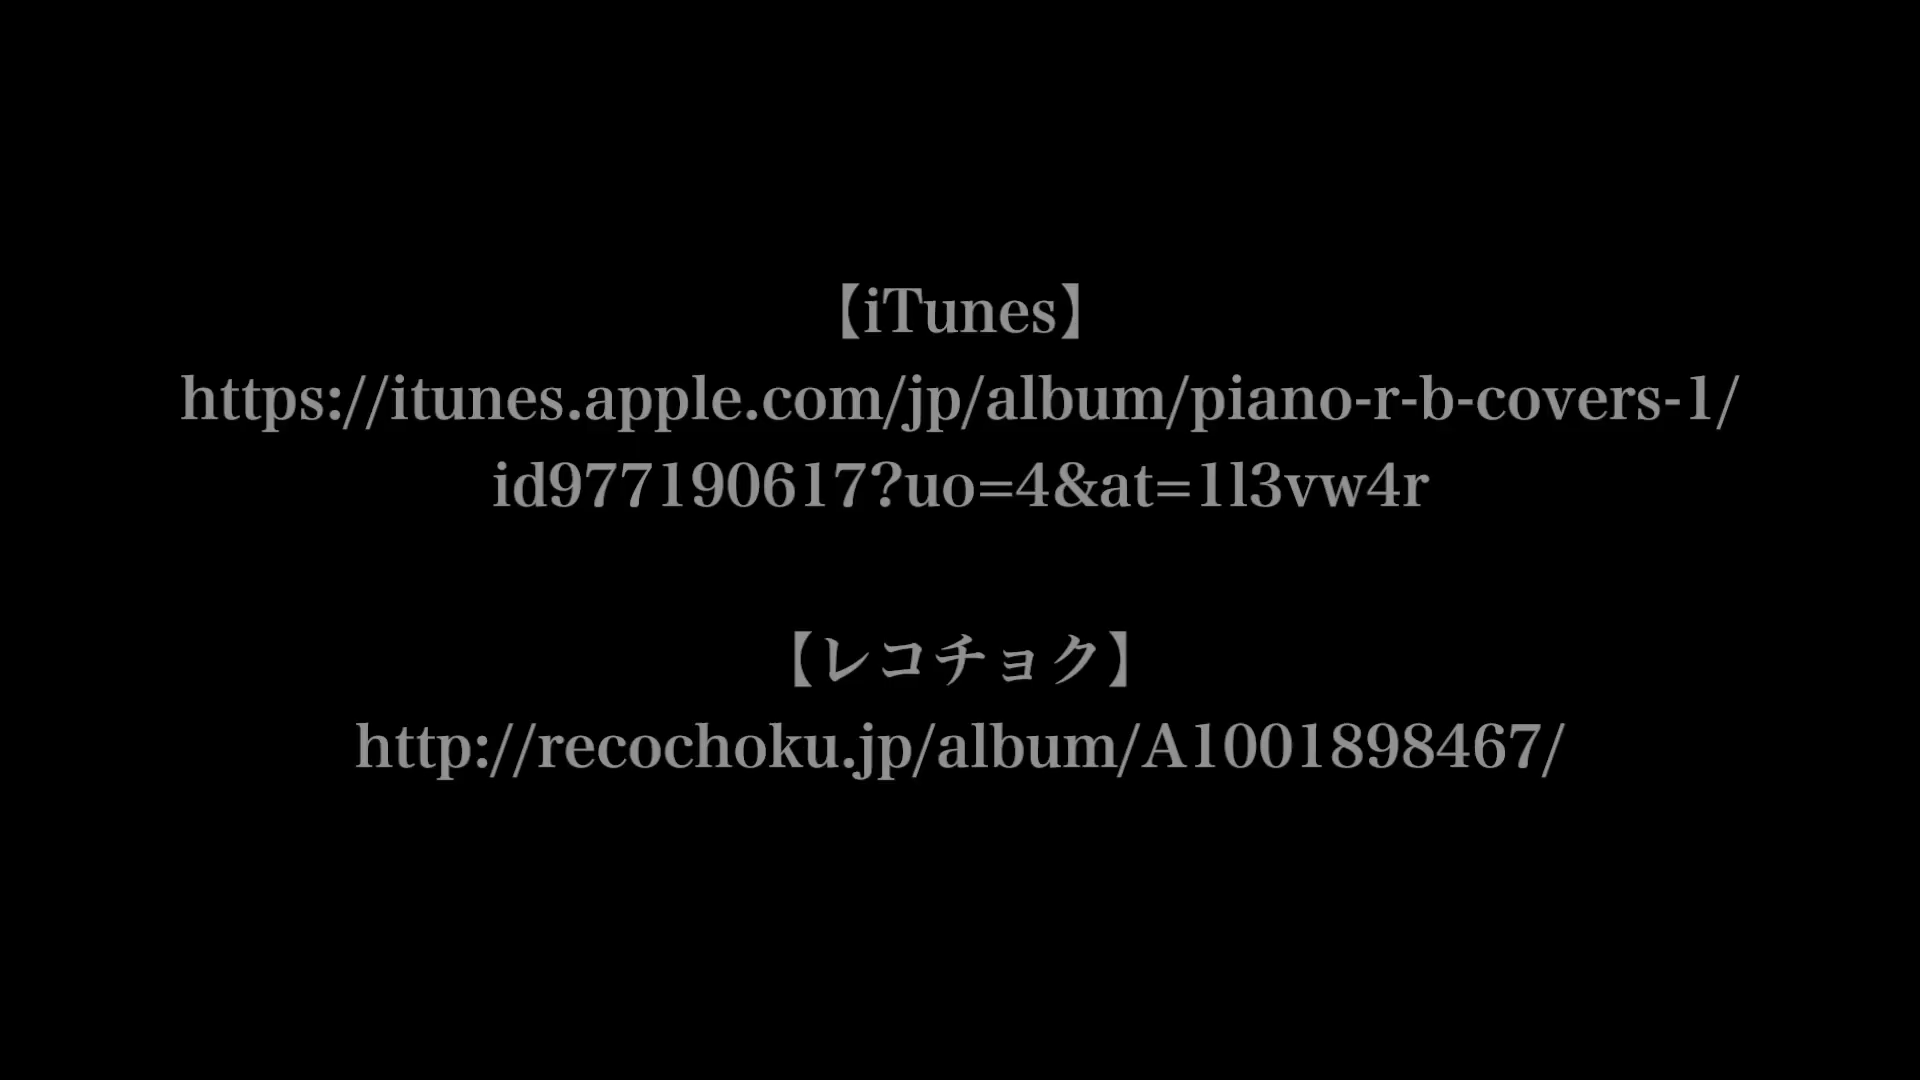 【iTunes】
https://itunes.apple.com/jp/album/piano-r-b-covers-1/
id977190617?uo=4&at=1l3vw4r
【レコチョク】
http://recochoku.jp/album/A1001898467/